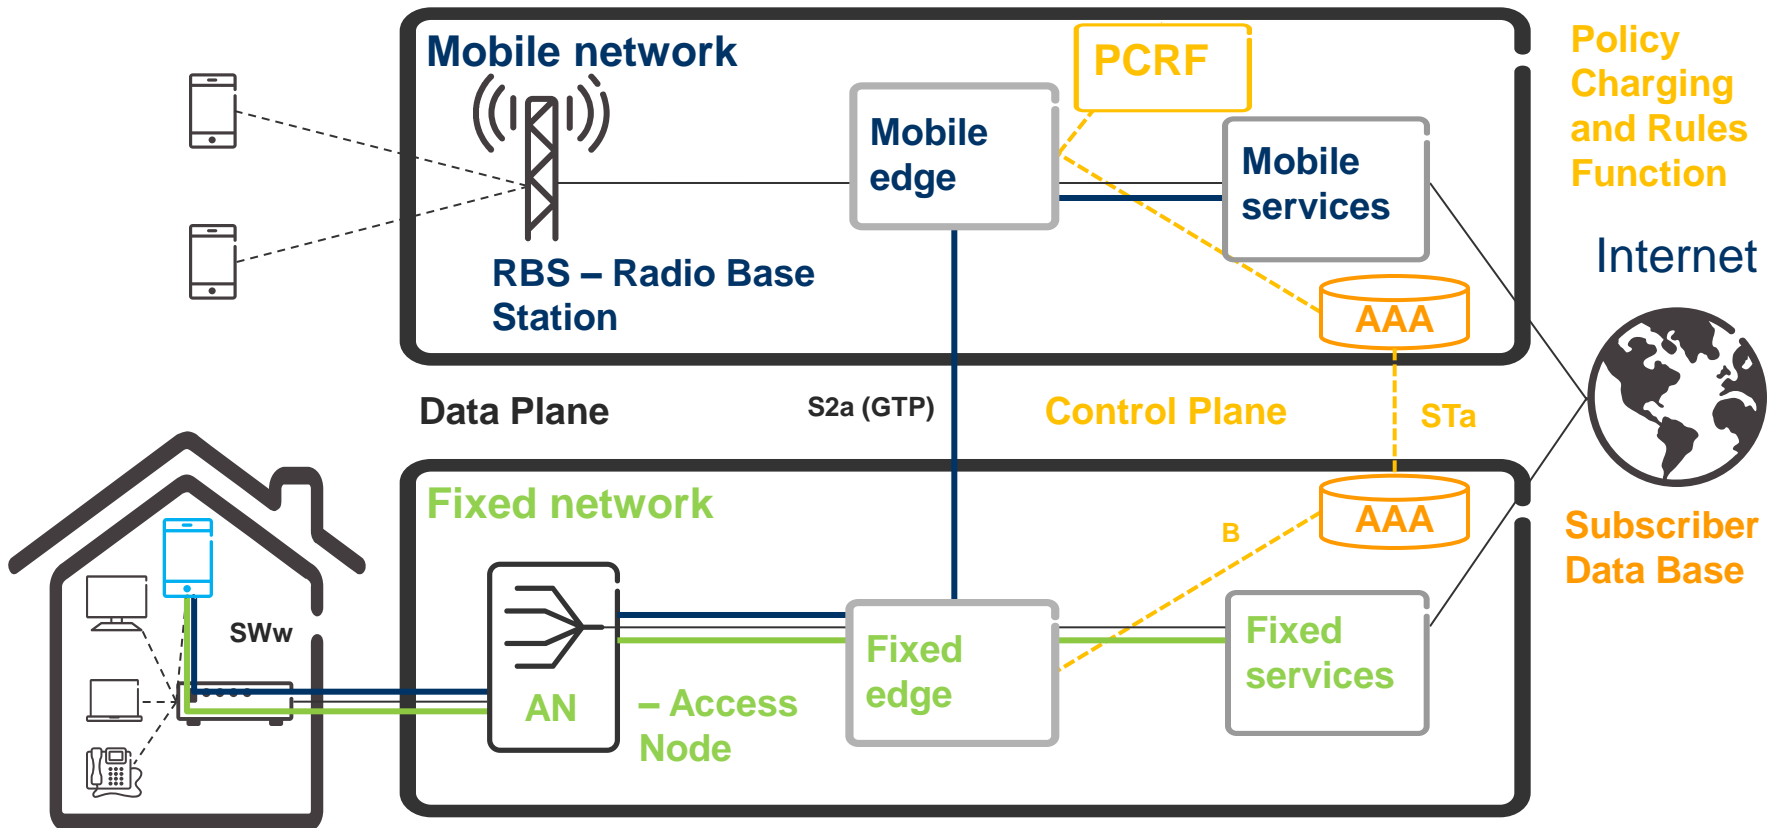 Mobile network
PCRF
Policy
Charging
and Rules
Function
Mobile
edge
Mobile
services
RBS – Radio Base
Station
Internet
AAA
Data Plane
S2a (GTP)
Control Plane
STa
Fixed network
AAA
B
Subscriber
Data Base
SWw
AN
– Access
Node
Fixed
edge
Fixed
services